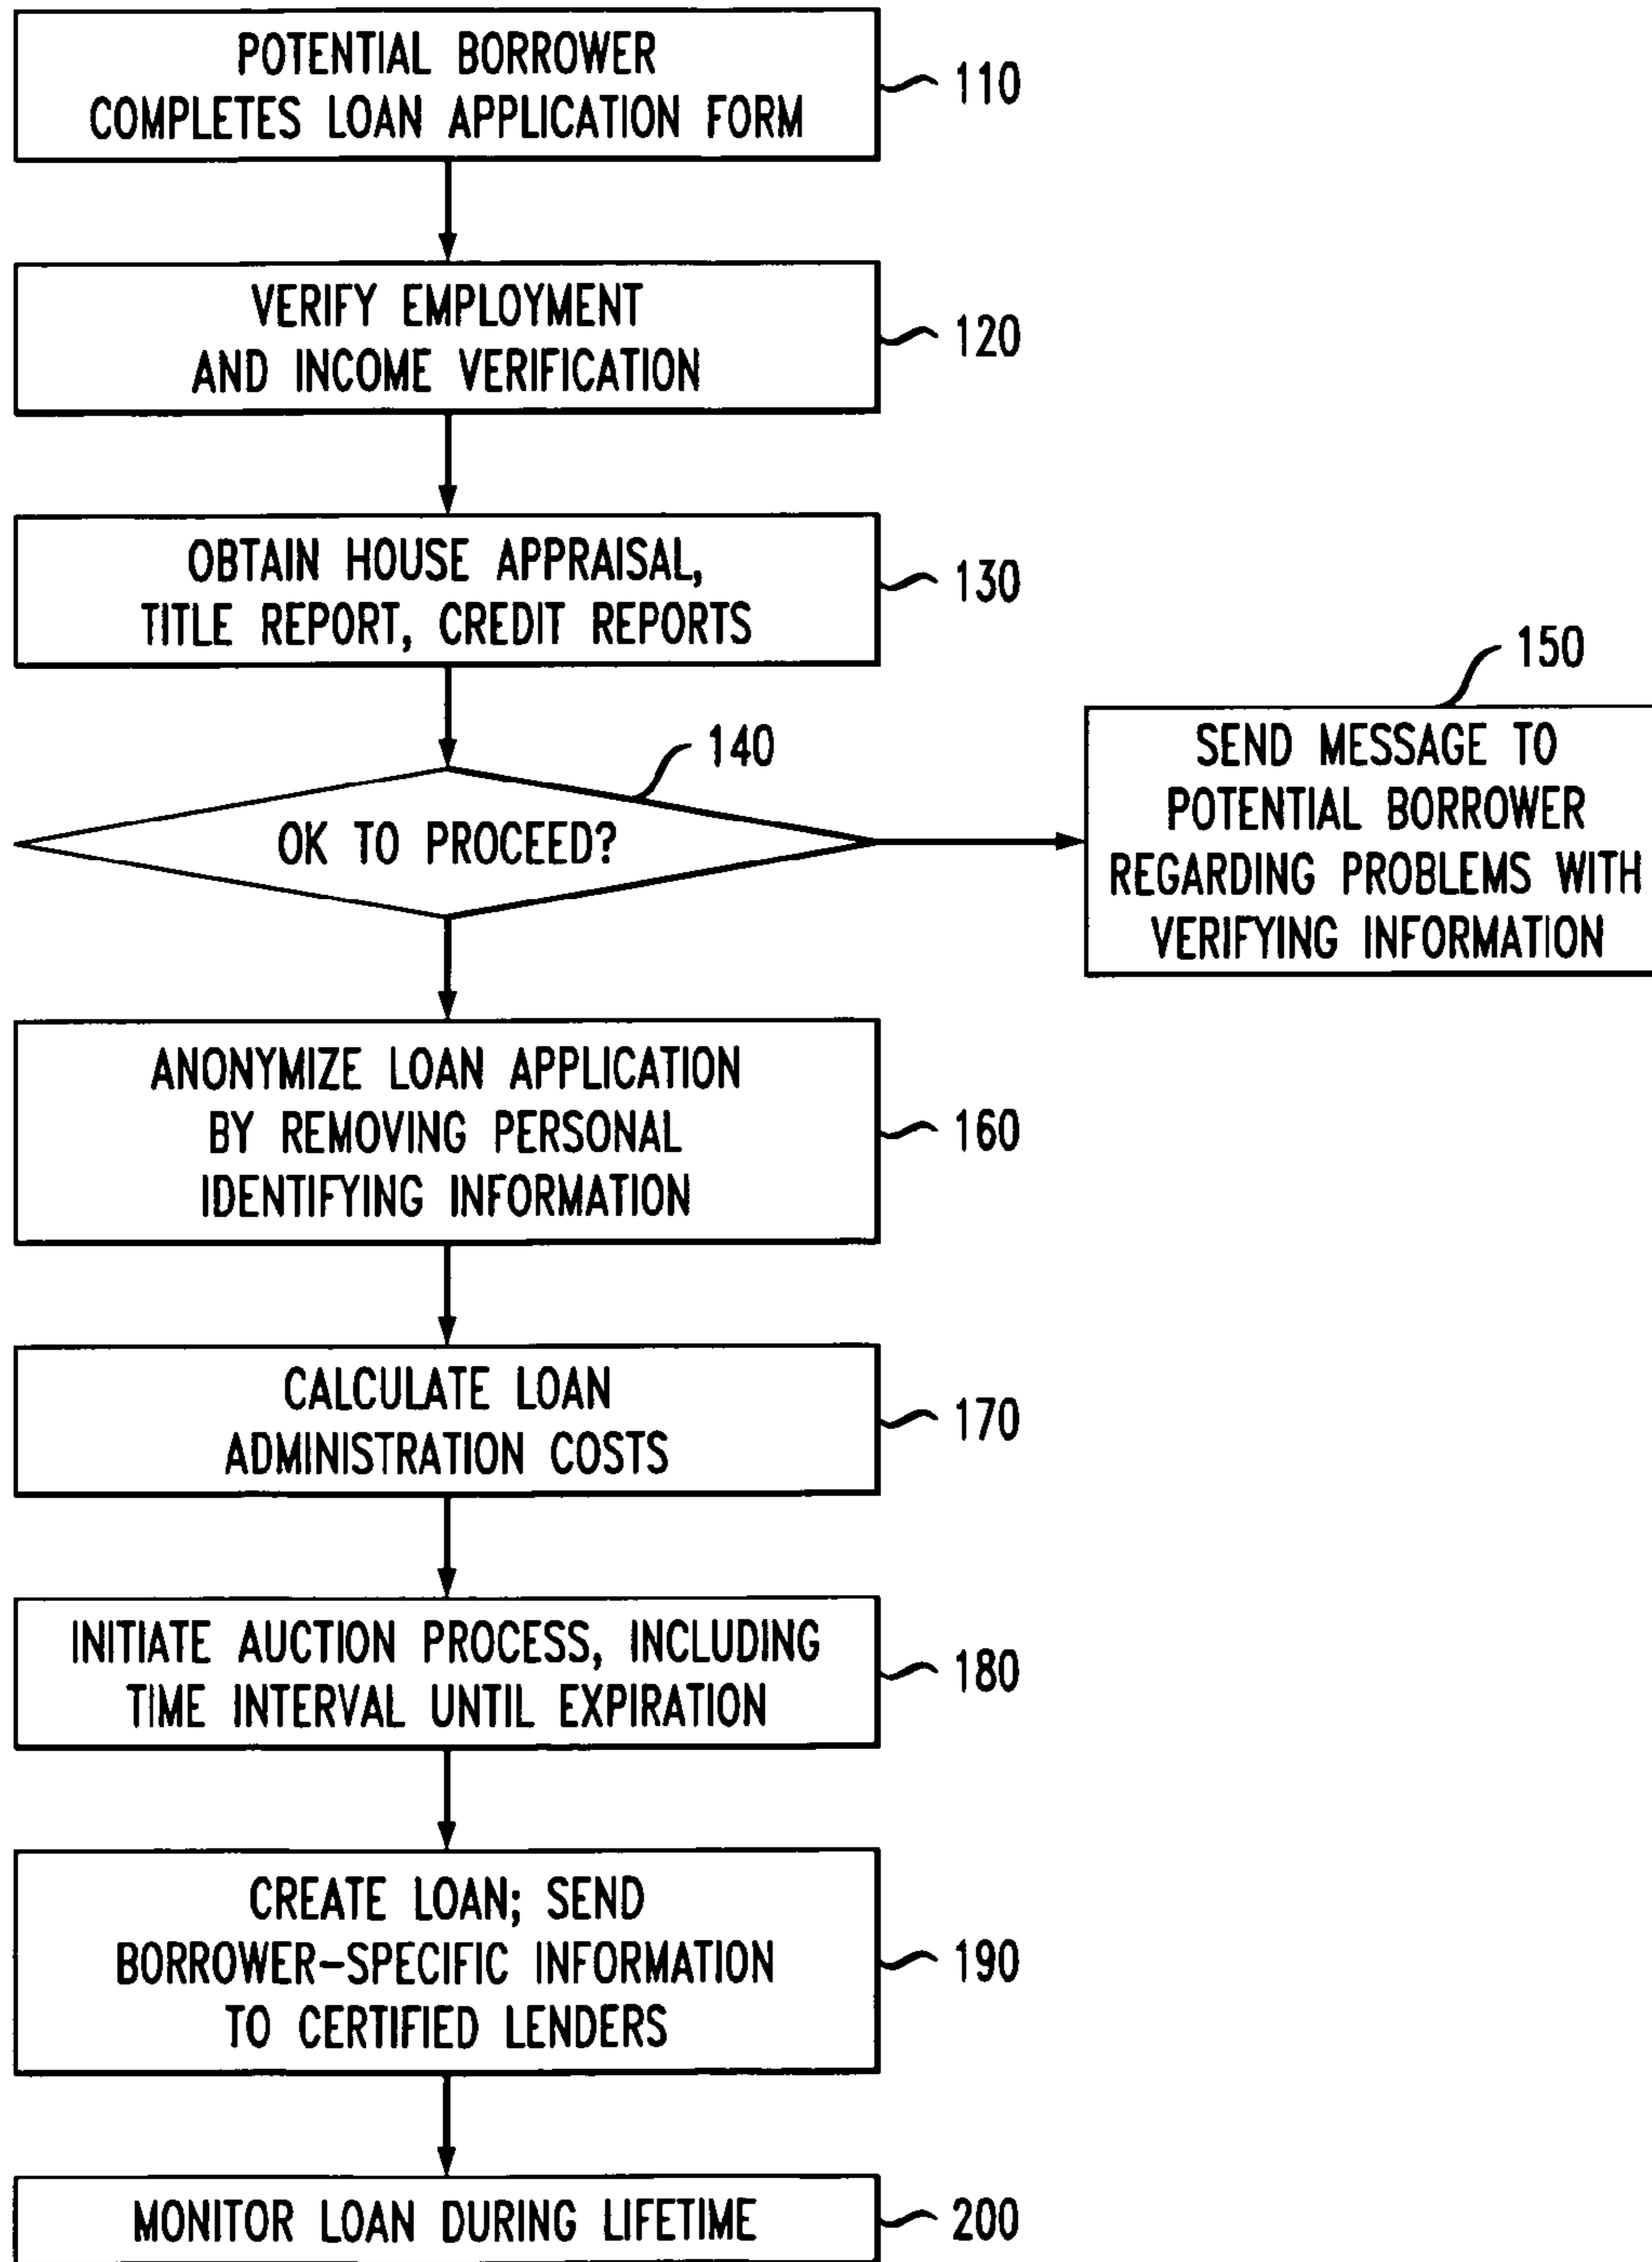 POTENTIAL BORROWER
COMPLETES LOAN APPLICATION FORM
110
VERIFY EMPLOYMENT
AND INCOME VERIFICATION
120
OBTAIN HOUSE APPRAISAL,
TITLE REPORT, CREDIT REPORTS
130
OK TO PROCEED?
140
SEND MESSAGE TO
POTENTIAL BORROWER
REGARDING PROBLEMS WITH
VERIFYING INFORMATION
150
ANONYMIZE LOAN APPLICATION
BY REMOVING PERSONAL
IDENTIFYING INFORMATION
160
CALCULATE LOAN
ADMINISTRATION COSTS
170
INITIATE AUCTION PROCESS, INCLUDING
TIME INTERVAL UNTIL EXPIRATION
180
CREATE LOAN; SEND
BORROWER-SPECIFIC INFORMATION
TO CERTIFIED LENDERS
190
MONITOR LOAN DURING LIFETIME
200